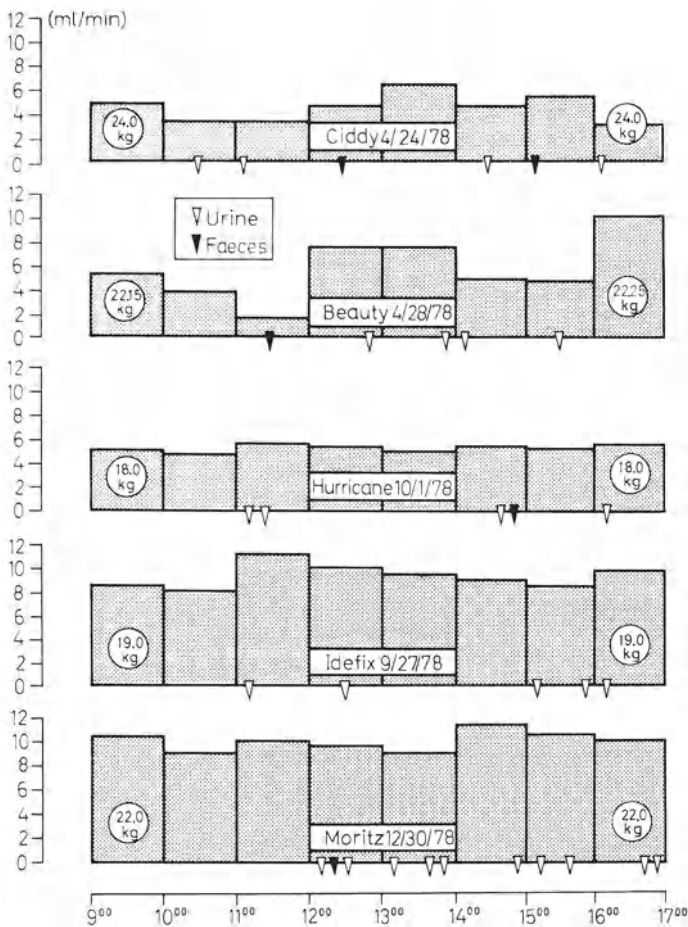 12 (ml/min)
10
8
6
4
2
0
24.0 kg
24.0 kg
Ciddy 4/24/78
Urine
Faeces
12
10
8
6
4
2
0
22.15 kg
22.25 kg
Beauty 4/28/78
12
10
8
6
4
2
0
18.0 kg
18.0 kg
Hurricane 10/1/78
12
10
8
6
4
2
0
19.0 kg
19.0 kg
Idefix 9/27/78
12
10
8
6
4
2
0
22.0 kg
22.0 kg
Moritz 12/30/78
9⁰⁰ 10⁰⁰ 11⁰⁰ 12⁰⁰ 13⁰⁰ 14⁰⁰ 15⁰⁰ 16⁰⁰ 17⁰⁰